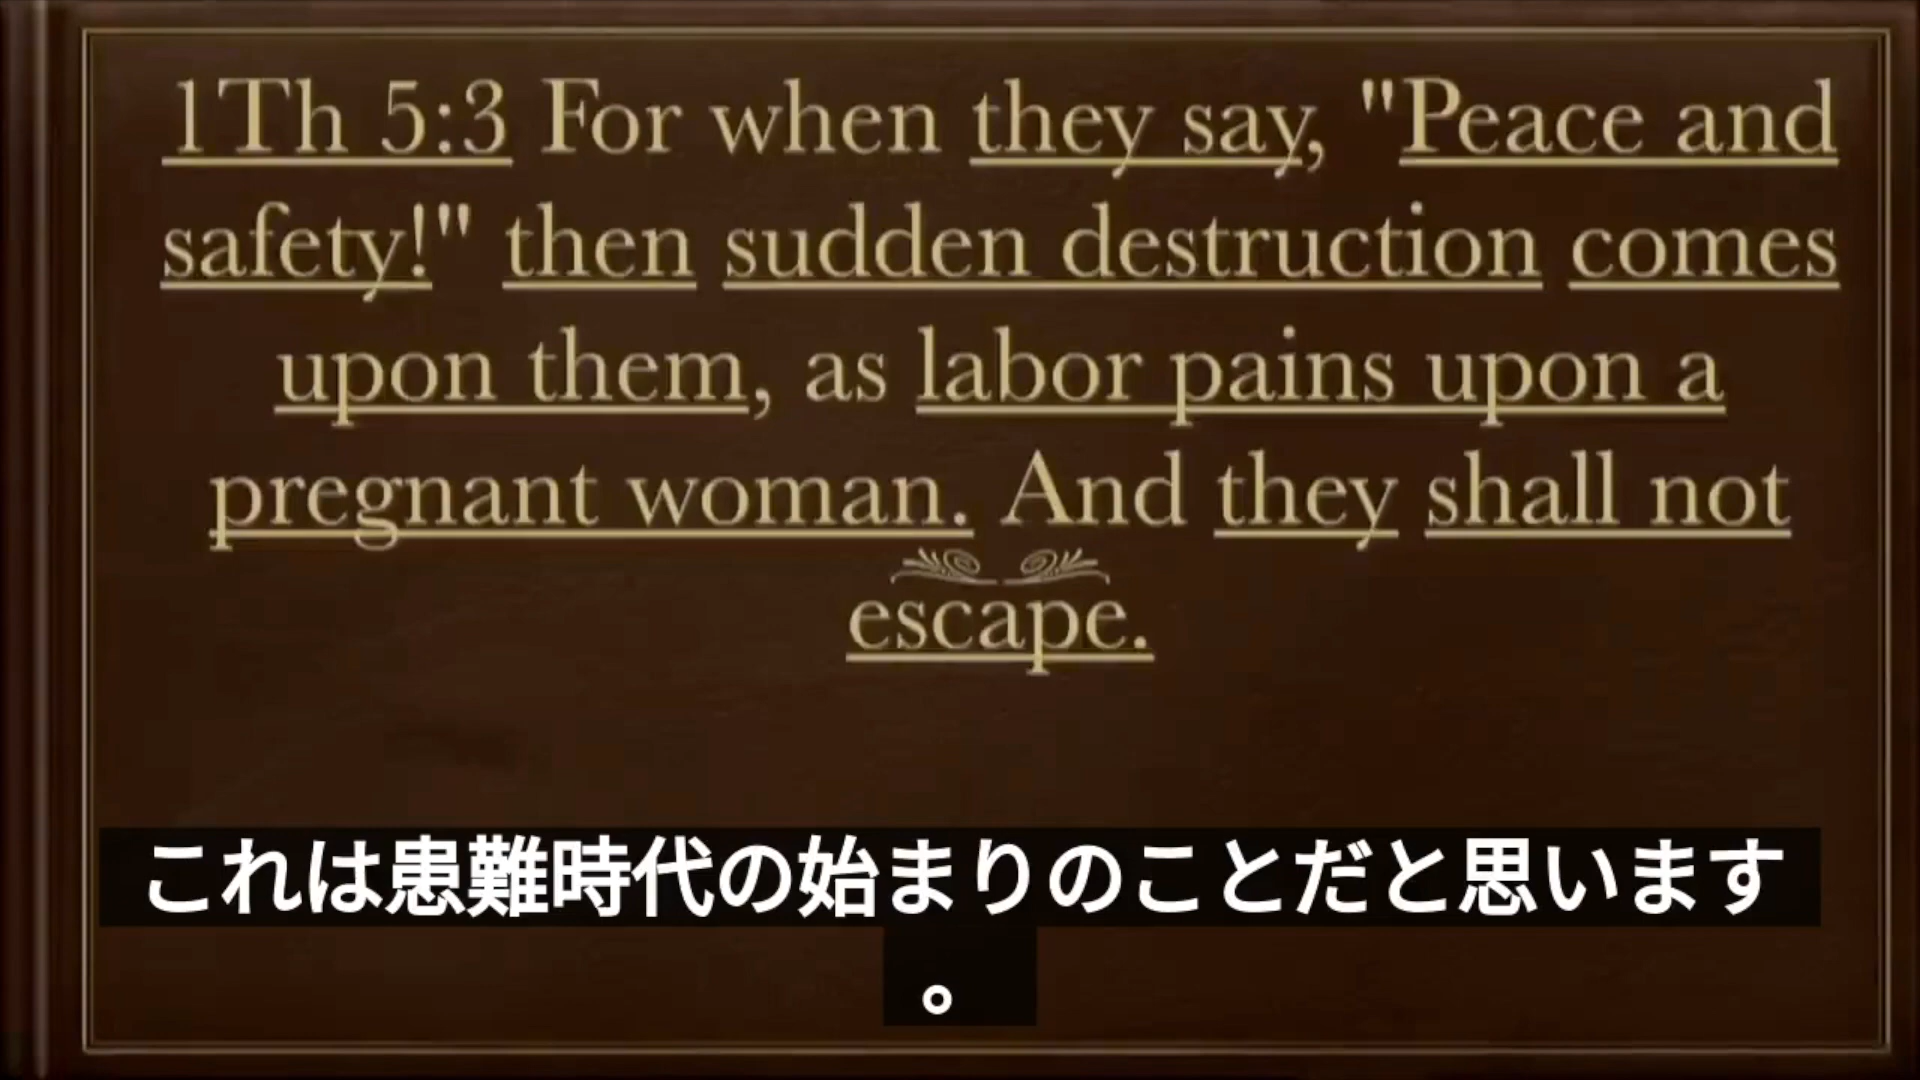 1Th 5:3 For when they say, "Peace and
safety!" then sudden destruction comes
upon them, as labor pains upon a
pregnant woman. And they shall not
escape.
これは患難時代の始まりのことだと思います
。